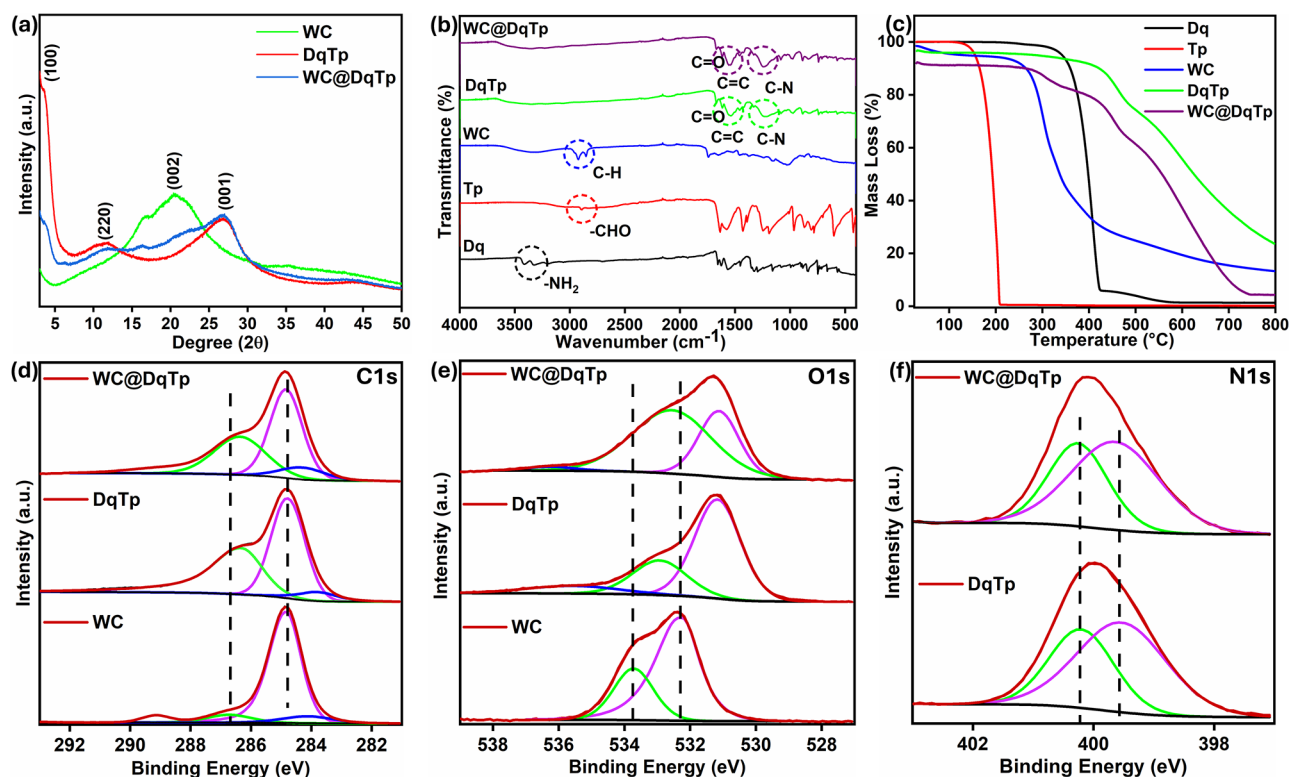 (a)
WC
DqTp
WC@DqTp
(100)
(220)
(002)
(001)
Intensity (a.u.)
5 10 15 20 25 30 35 40 45 50
Degree (2θ)
(b)
WC@DqTp
C=O
C=C
C-N
DqTp
C=O
C=C
C-N
WC
C-H
Tp
-CHO
Dq
-NH2
Transmittance (%)
4000 3500 3000 2500 2000 1500 1000 500
Wavenumber (cm-1)
(c)
Dq
Tp
WC
DqTp
WC@DqTp
Mass Loss (%)
100
80
60
40
20
0
100 200 300 400 500 600 700 800
Temperature (°C)
(d)
C1s
WC@DqTp
DqTp
WC
Intensity (a.u.)
292 290 288 286 284 282
Binding Energy (eV)
(e)
O1s
WC@DqTp
DqTp
WC
Intensity (a.u.)
538 536 534 532 530 528
Binding Energy (eV)
(f)
N1s
WC@DqTp
DqTp
Intensity (a.u.)
402 400 398
Binding Energy (eV)